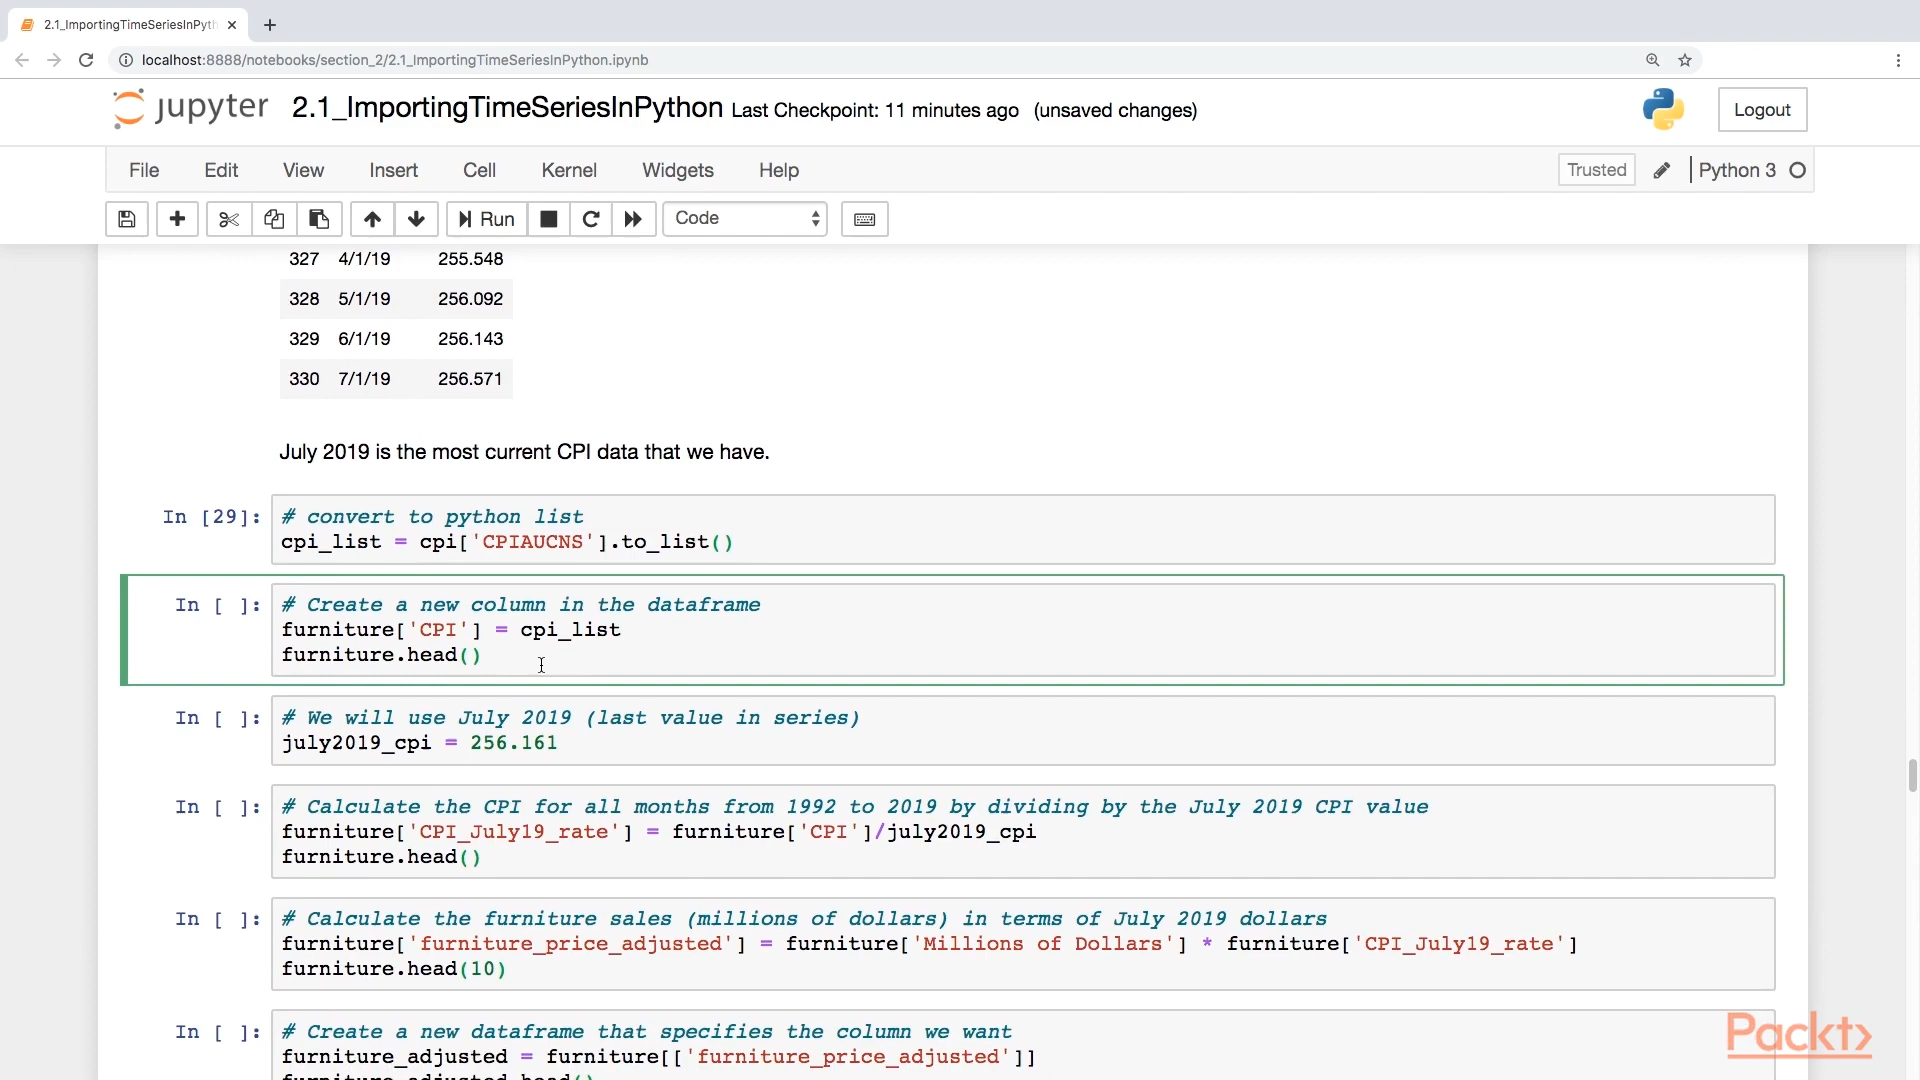 2.1_ImportingTimeSeriesInPyth
localhost:8888/notebooks/section_2/2.1_ImportingTimeSeriesInPython.ipynb
jupyter 2.1_ImportingTimeSeriesInPython Last Checkpoint: 11 minutes ago (unsaved changes)
Logout
File Edit View Insert Cell Kernel Widgets Help
Trusted Python 3
Run Code
327 4/1/19 255.548
328 5/1/19 256.092
329 6/1/19 256.143
330 7/1/19 256.571
July 2019 is the most current CPI data that we have.
In [29]: # convert to python list
cpi_list = cpi['CPIAUCNS'].to_list()
In [ ]: # Create a new column in the dataframe
furniture['CPI'] = cpi_list
furniture.head()
In [ ]: # We will use July 2019 (last value in series)
july2019_cpi = 256.161
In [ ]: # Calculate the CPI for all months from 1992 to 2019 by dividing by the July 2019 CPI value
furniture['CPI_July19_rate'] = furniture['CPI']/july2019_cpi
furniture.head()
In [ ]: # Calculate the furniture sales (millions of dollars) in terms of July 2019 dollars
furniture['furniture_price_adjusted'] = furniture['Millions of Dollars'] * furniture['CPI_July19_rate']
furniture.head(10)
In [ ]: # Create a new dataframe that specifies the column we want
furniture_adjusted = furniture[['furniture_price_adjusted']]
furniture_adjusted.head()
Packt>